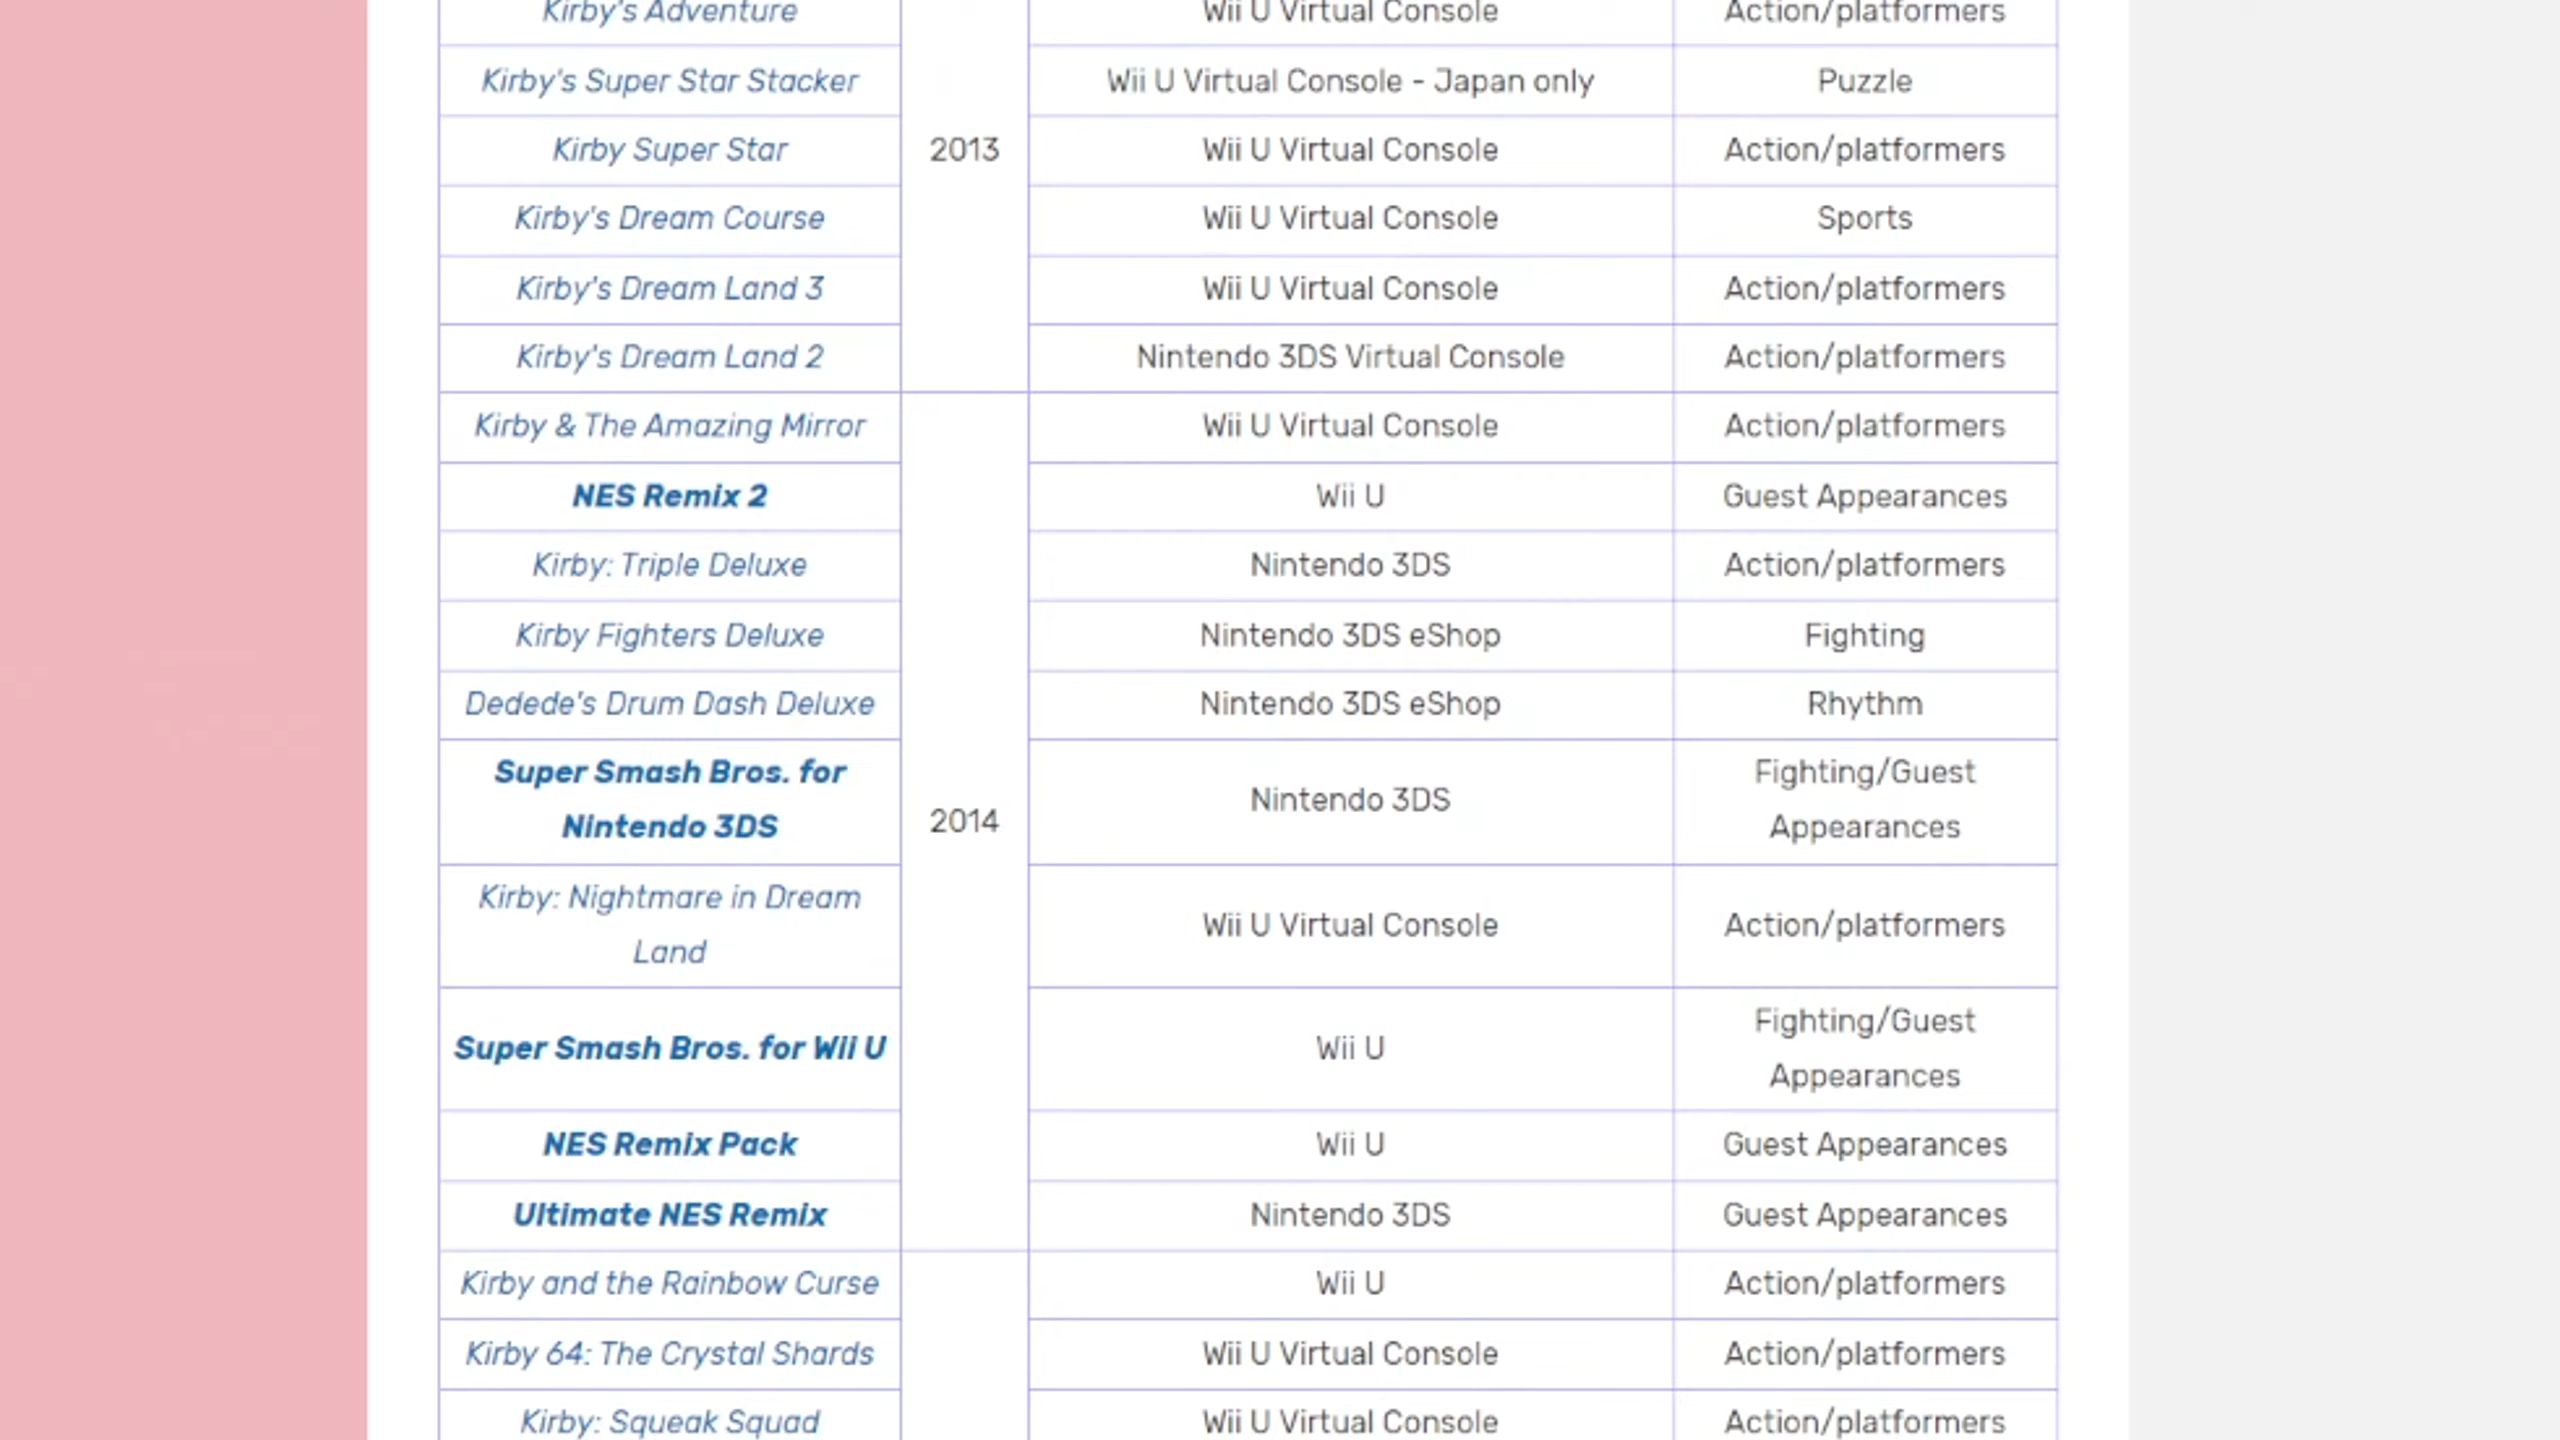 Kirby's Adventure Wii U Virtual Console Action/platformers
Kirby's Super Star Stacker Wii U Virtual Console - Japan only Puzzle
Kirby Super Star 2013 Wii U Virtual Console Action/platformers
Kirby's Dream Course Wii U Virtual Console Sports
Kirby's Dream Land 3 Wii U Virtual Console Action/platformers
Kirby's Dream Land 2 Nintendo 3DS Virtual Console Action/platformers
Kirby & The Amazing Mirror Wii U Virtual Console Action/platformers
NES Remix 2 Wii U Guest Appearances
Kirby: Triple Deluxe Nintendo 3DS Action/platformers
Kirby Fighters Deluxe Nintendo 3DS eShop Fighting
Dedede's Drum Dash Deluxe Nintendo 3DS eShop Rhythm
Super Smash Bros. for
Nintendo 3DS
2014
Nintendo 3DS
Fighting/Guest
Appearances
Kirby: Nightmare in Dream
Land
Wii U Virtual Console
Action/platformers
Super Smash Bros. for Wii U
Wii U
Fighting/Guest
Appearances
NES Remix Pack Wii U Guest Appearances
Ultimate NES Remix Nintendo 3DS Guest Appearances
Kirby and the Rainbow Curse Wii U Action/platformers
Kirby 64: The Crystal Shards Wii U Virtual Console Action/platformers
Kirby: Squeak Squad Wii U Virtual Console Action/platformers